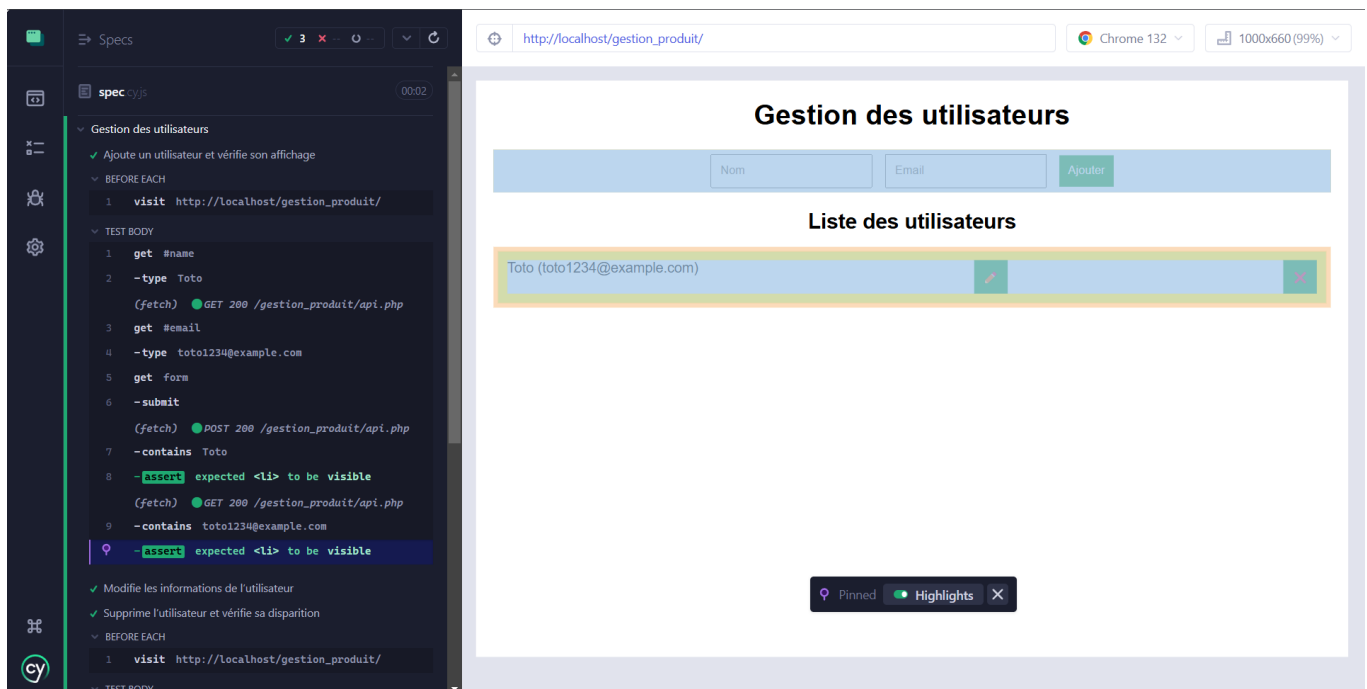 Specs
3
--
--
spec.cy.js
00:02
Gestion des utilisateurs
Ajoute un utilisateur et vérifie son affichage
BEFORE EACH
1 visit http://localhost/gestion_produit/
TEST BODY
1 get #name
2 -type Toto
(fetch) GET 200 /gestion_produit/api.php
3 get #email
4 -type toto1234@example.com
5 get form
6 -submit
(fetch) POST 200 /gestion_produit/api.php
7 -contains Toto
8 -assert expected <li> to be visible
(fetch) GET 200 /gestion_produit/api.php
9 -contains toto1234@example.com
-assert expected <li> to be visible
Modifie les informations de l'utilisateur
Supprime l'utilisateur et vérifie sa disparition
BEFORE EACH
1 visit http://localhost/gestion_produit/
TEST BODY
cy
http://localhost/gestion_produit/
Chrome 132
1000x660 (99%)
Gestion des utilisateurs
Nom
Email
Ajouter
Liste des utilisateurs
Toto (toto1234@example.com)
Pinned
Highlights